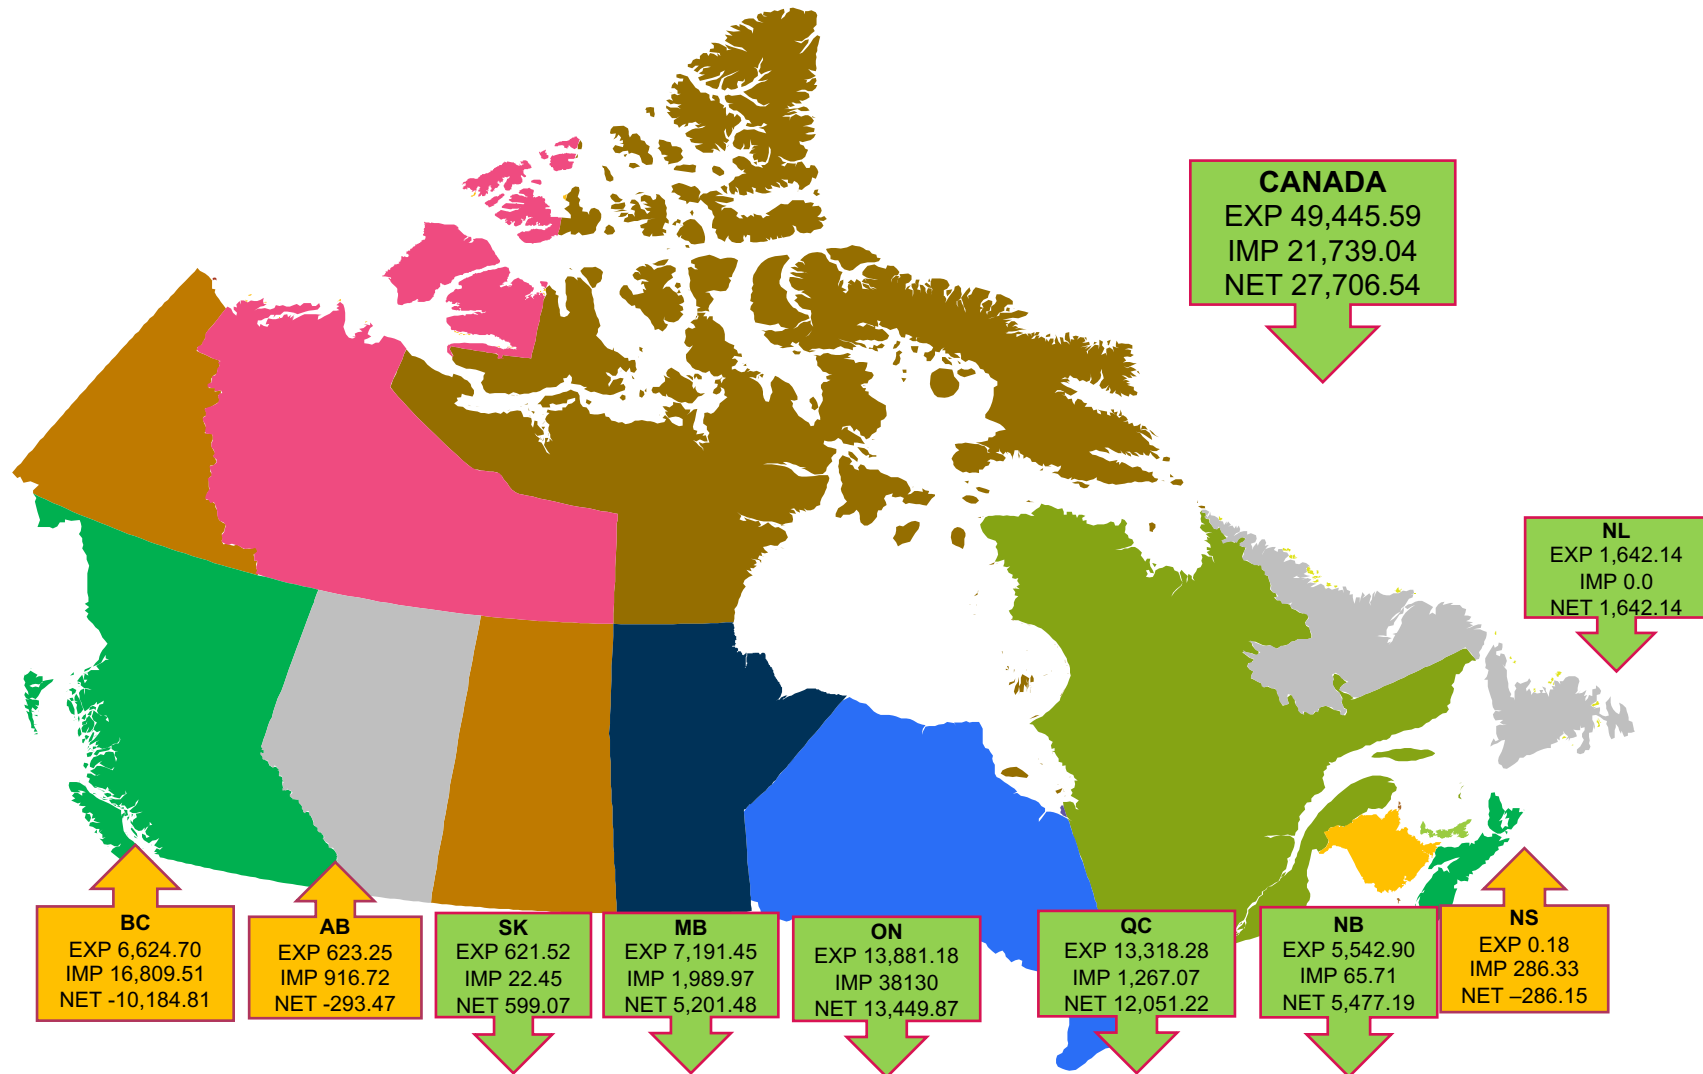 CANADA
EXP 49,445.59
IMP 21,739.04
NET 27,706.54
NL
EXP 1,642.14
IMP 0.0
NET 1,642.14
BC
EXP 6,624.70
IMP 16,809.51
NET -10,184.81
AB
EXP 623.25
IMP 916.72
NET -293.47
SK
EXP 621.52
IMP 22.45
NET 599.07
MB
EXP 7,191.45
IMP 1,989.97
NET 5,201.48
ON
EXP 13,881.18
IMP 38130
NET 13,449.87
QC
EXP 13,318.28
IMP 1,267.07
NET 12,051.22
NB
EXP 5,542.90
IMP 65.71
NET 5,477.19
NS
EXP 0.18
IMP 286.33
NET –286.15